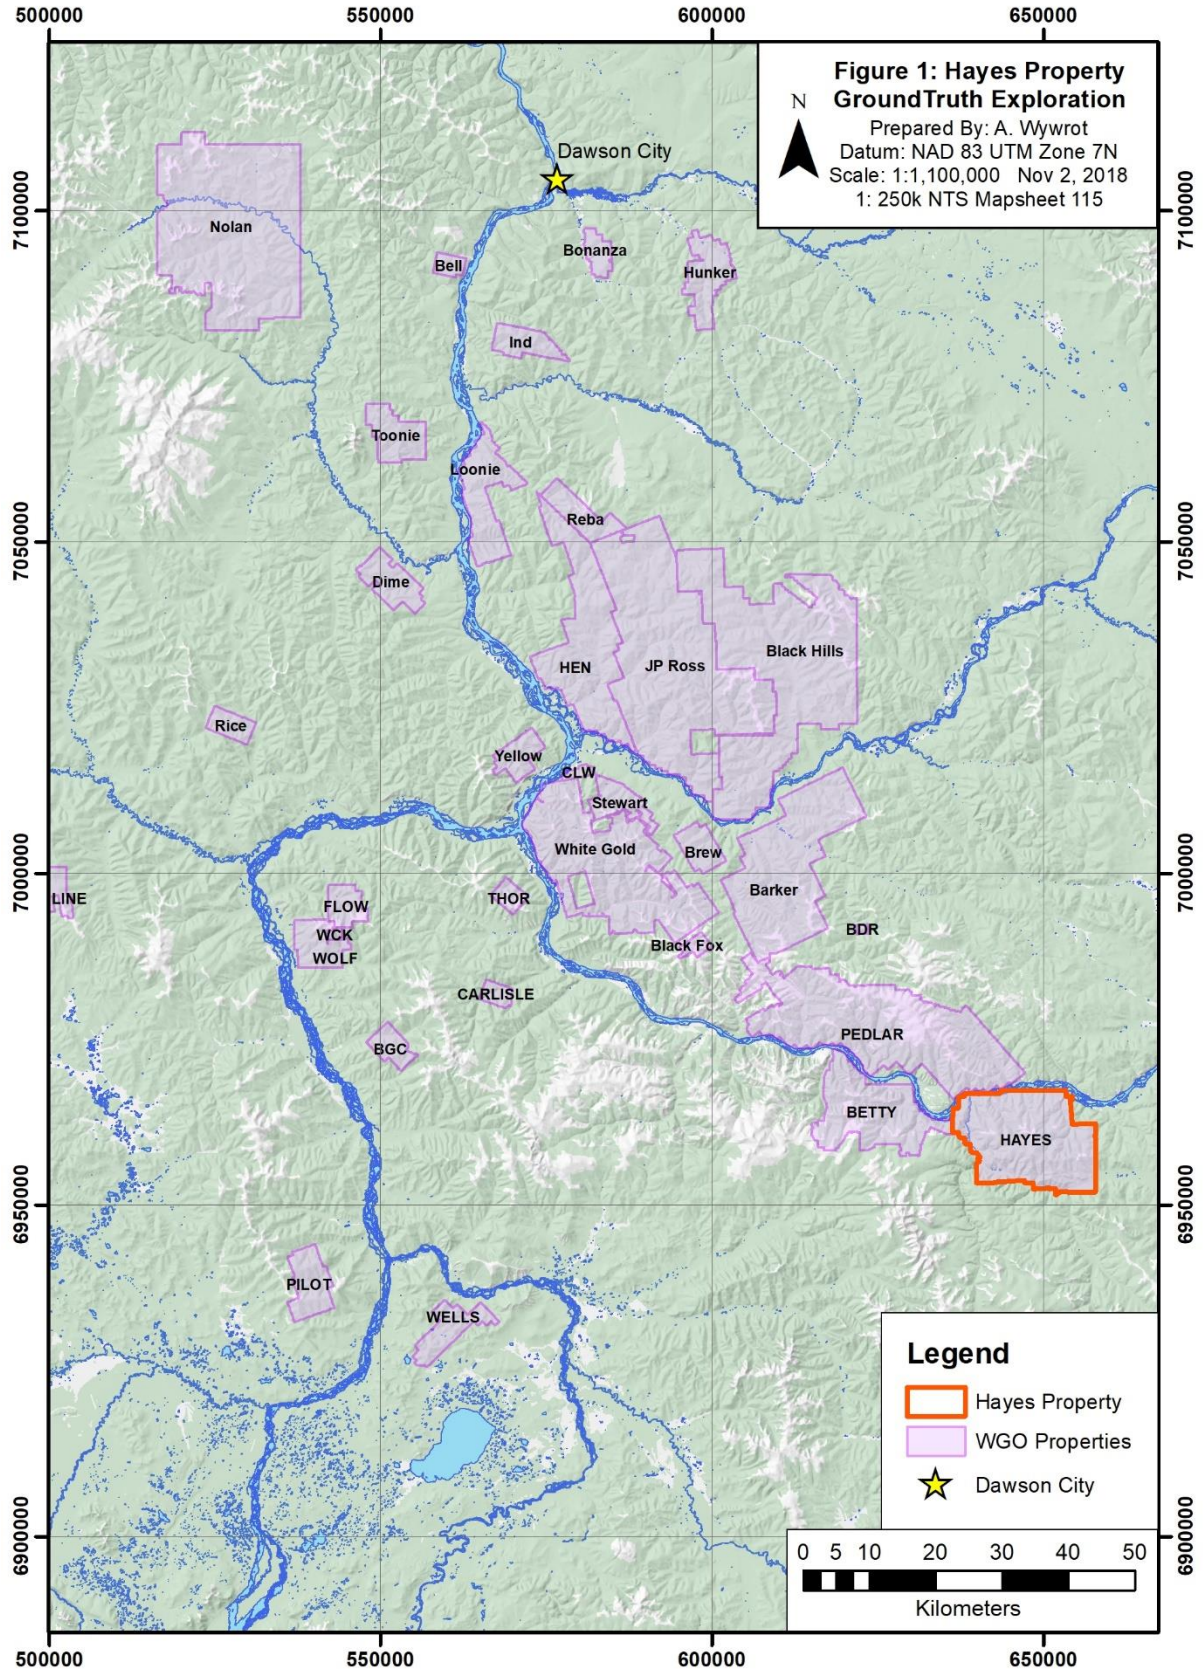 500000
550000
600000
650000
Figure 1: Hayes Property
GroundTruth Exploration
N
Prepared By: A. Wywrot
Datum: NAD 83 UTM Zone 7N
Scale: 1:1,100,000 Nov 2, 2018
1: 250k NTS Mapsheet 115
Dawson City
7100000
7100000
Nolan
Bonanza
Bell
Hunker
Ind
Toonie
Loonie
Reba
7050000
7050000
Dime
HEN
JP Ross
Black Hills
Rice
Yellow
CLW
Stewart
White Gold
Brew
7000000
7000000
Barker
LINE
THOR
FLOW
BDR
WCK
Black Fox
WOLF
CARLISLE
PEDLAR
BGC
BETTY
HAYES
6950000
6950000
PILOT
WELLS
Legend
Hayes Property
WGO Properties
Dawson City
6900000
6900000
0 5 10 20 30 40 50
Kilometers
500000
550000
600000
650000